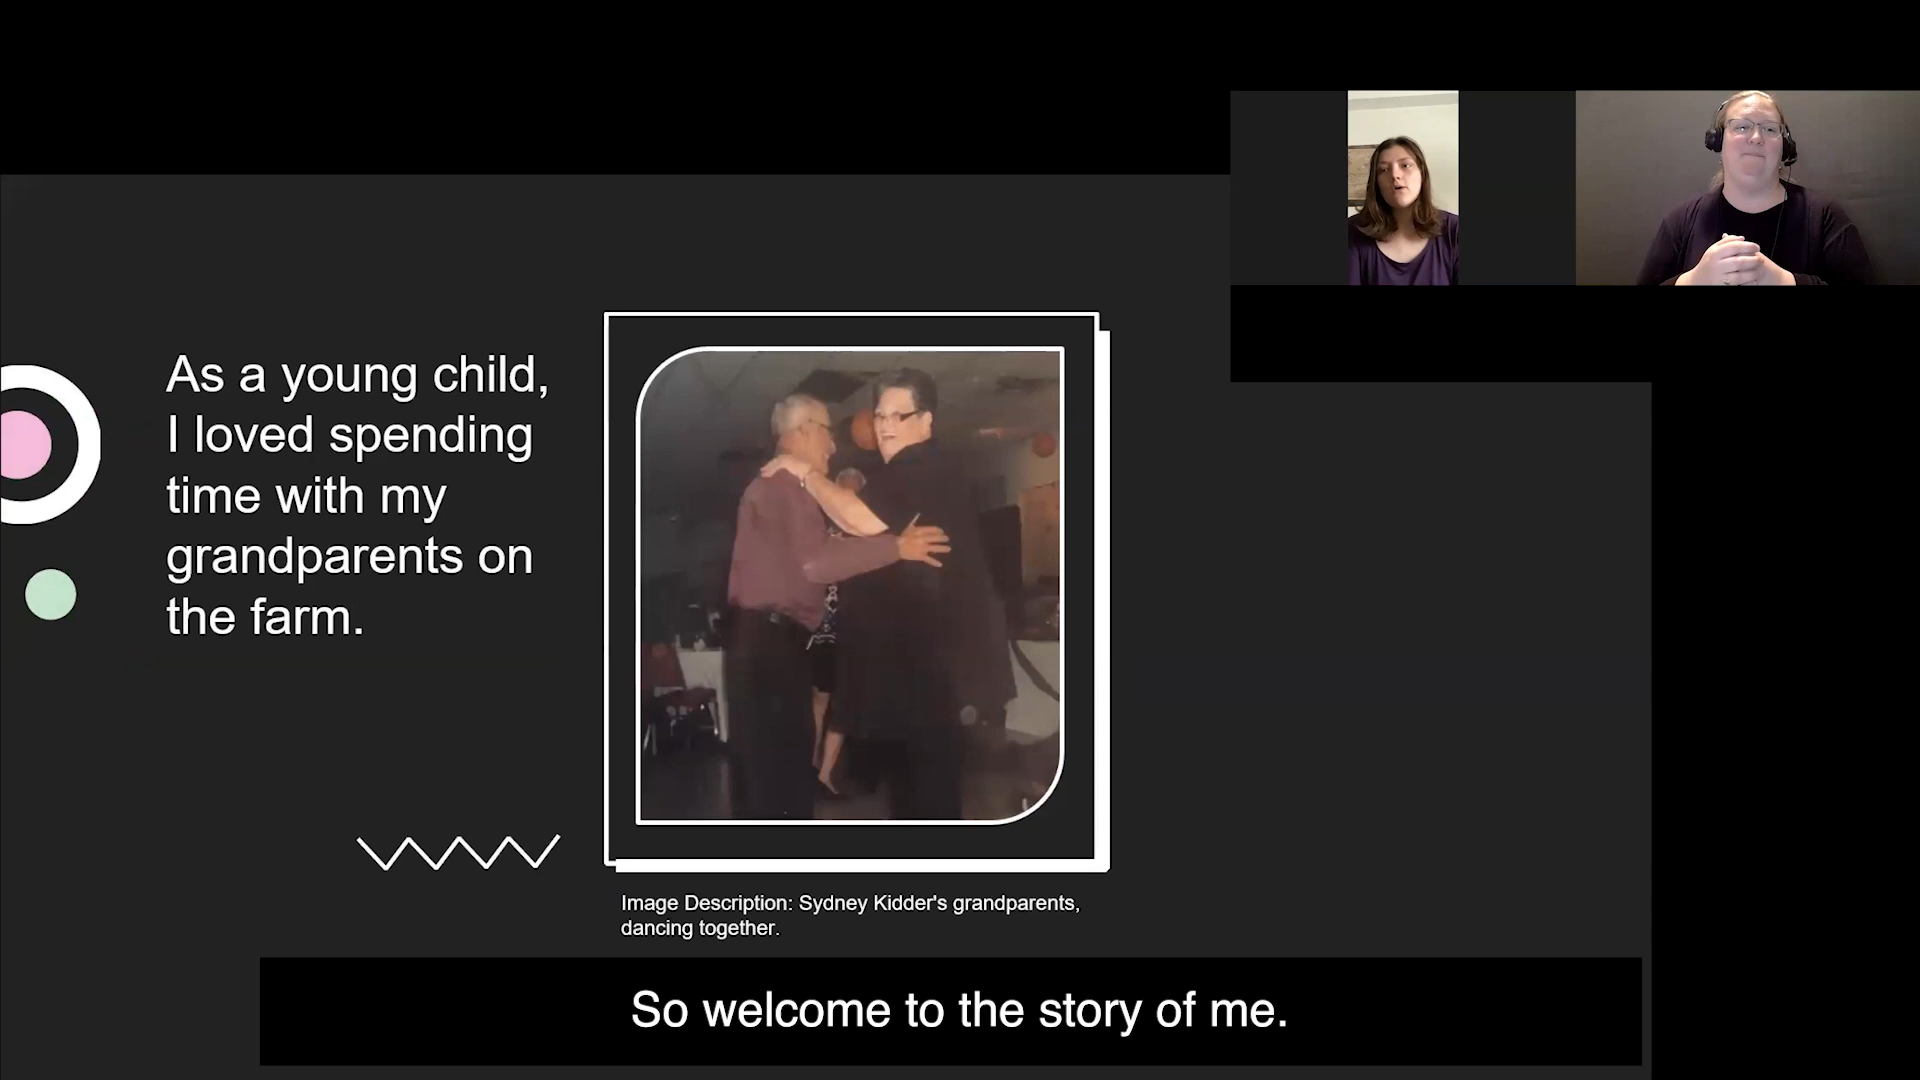 As a young child,
I loved spending
time with my
grandparents on
the farm.
Image Description: Sydney Kidder's grandparents,
dancing together.
So welcome to the story of me.